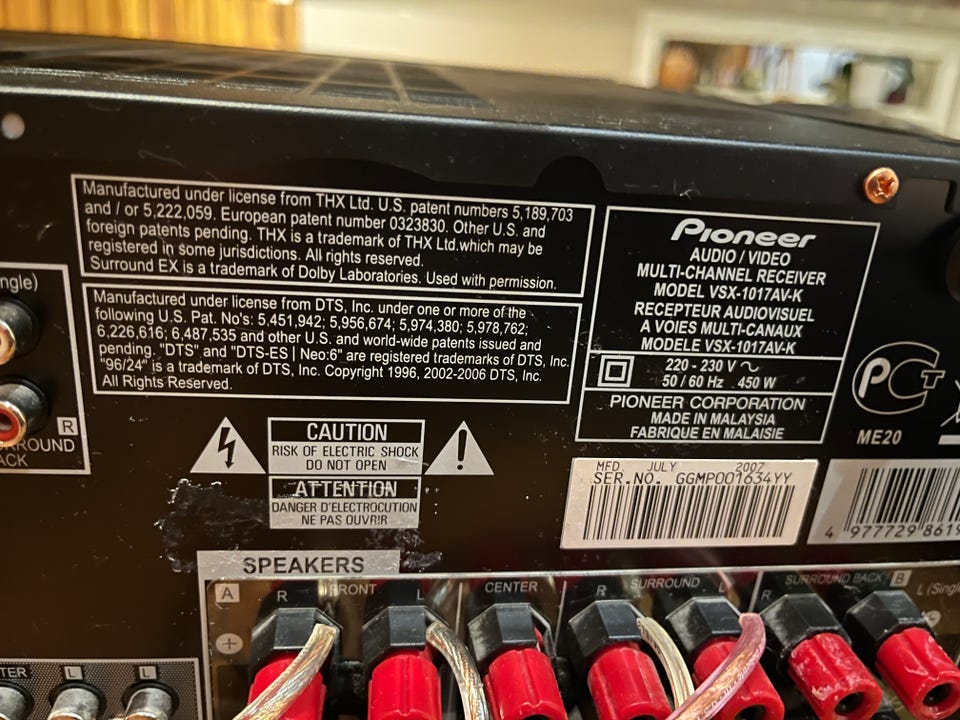 Manufactured under license from THX Ltd. U.S. patent numbers 5,189,703
and / or 5,222,059. European patent number 0323830. Other U.S. and
foreign patents pending. THX is a trademark of THX Ltd.which may be
registered in some jurisdictions. All rights reserved.
Surround EX is a trademark of Dolby Laboratories. Used with permission.
Manufactured under license from DTS, Inc. under one or more of the
following U.S. Pat. No's: 5,451,942; 5,956,674; 5,974,380; 5,978,762;
6,226,616; 6,487,535 and other U.S. and world-wide patents issued and
pending. "DTS" and "DTS-ES | Neo:6" are registered trademarks of DTS, Inc.
"96/24" is a trademark of DTS, Inc. Copyright 1996, 2002-2006 DTS, Inc.
All Rights Reserved.
Pioneer
AUDIO / VIDEO
MULTI-CHANNEL RECEIVER
MODEL VSX-1017AV-K
RECEPTEUR AUDIOVISUEL
A VOIES MULTI-CANAUX
MODELE VSX-1017AV-K
220 - 230 V ~
50 / 60 Hz 450 W
PIONEER CORPORATION
MADE IN MALAYSIA
FABRIQUE EN MALAISIE
PCT
ME20
R
CAUTION
RISK OF ELECTRIC SHOCK
DO NOT OPEN
ATTENTION
DANGER D'ELECTROCUTION
NE PAS OUVRIR
MFD. JULY 2007
SER.NO. GGMP001634YY
4 977729 8619
SPEAKERS
A
R FRONT L
CENTER
R SURROUND L
R SURROUND BACK / B L (Single
L L